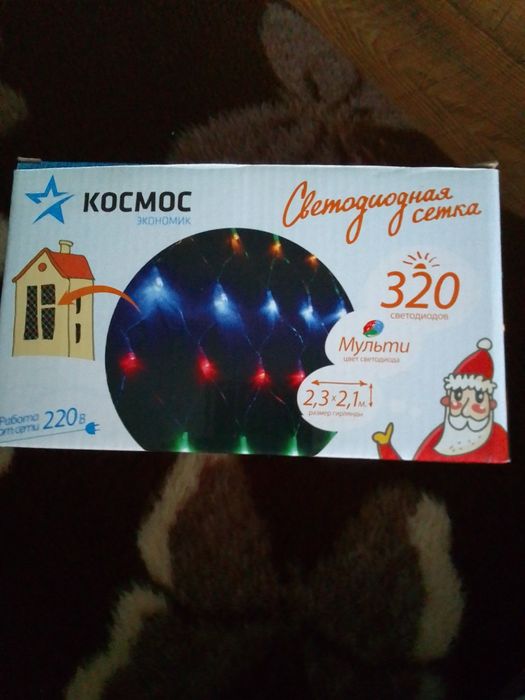 КОСМОС
ЭКОНОМИК
Светодиодная
сетка
320
светодиодов
Мульти
цвет светодиода
2,3 x 2,1 м.
размер гирлянды
Работа
от сети 220 В